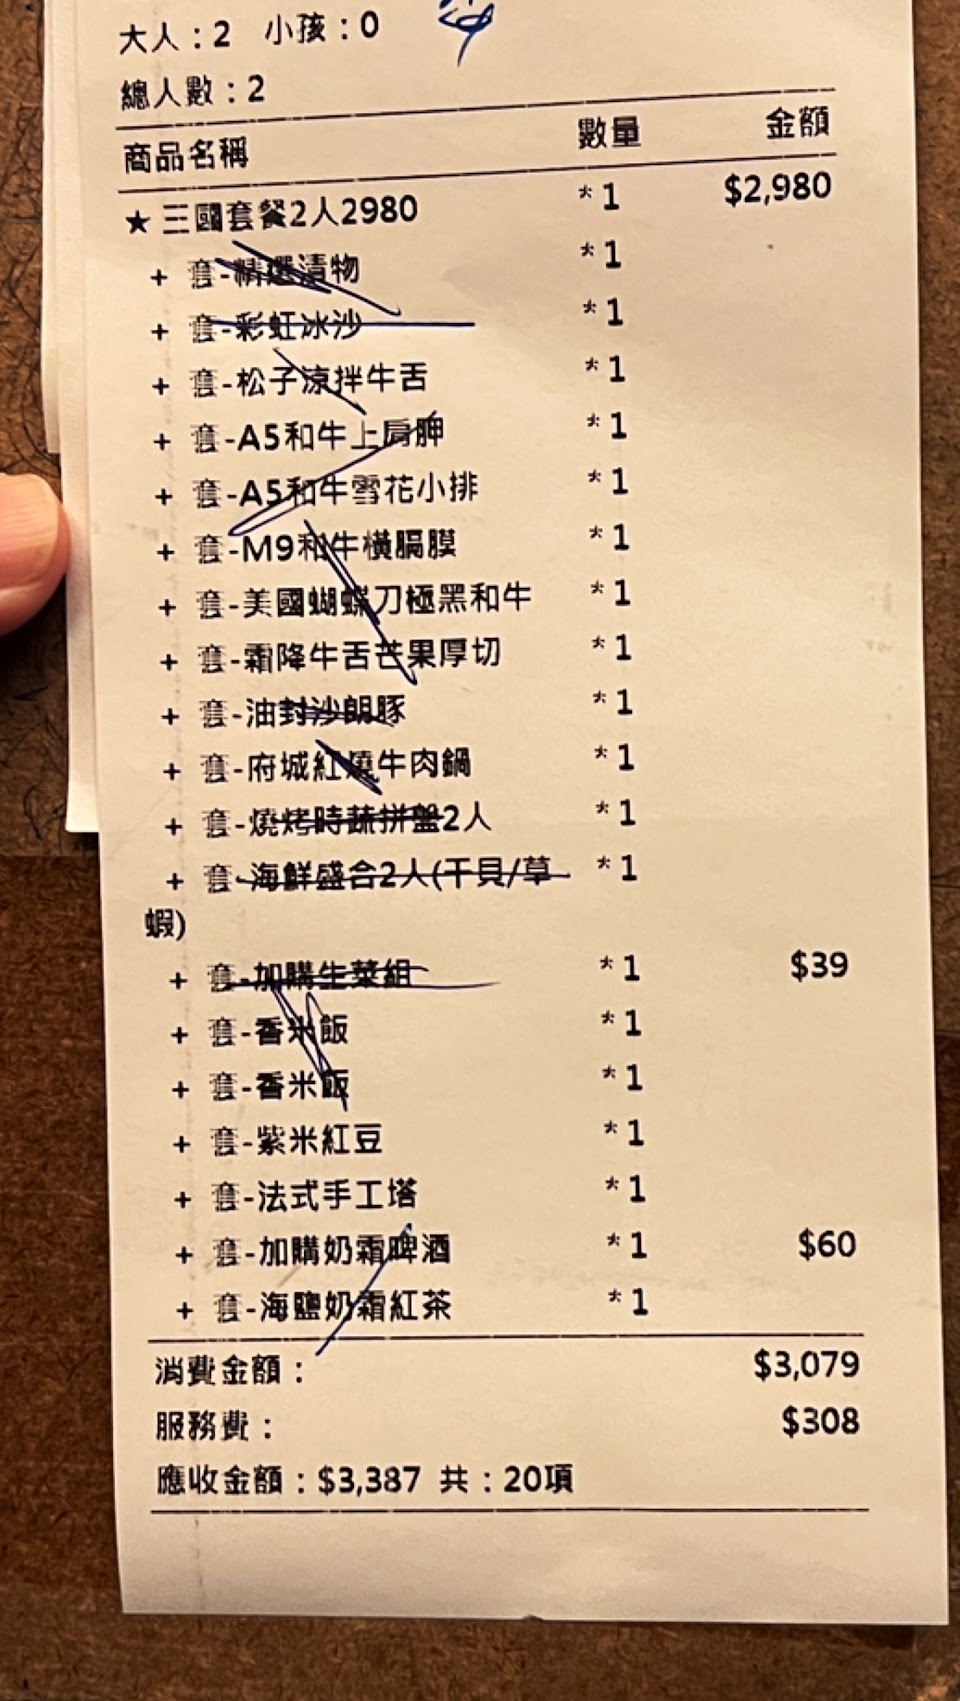 大人：2 小孩：0
總人數：2
商品名稱 數量 金額
★ 三國套餐2人2980 *1 $2,980
+ 套-精選漬物 *1
+ 套-彩虹冰沙 *1
+ 套-松子涼拌牛舌 *1
+ 套-A5和牛上肩胛 *1
+ 套-A5和牛雪花小排 *1
+ 套-M9和牛橫膈膜 *1
+ 套-美國蝴蝶刀極黑和牛 *1
+ 套-霜降牛舌芒果厚切 *1
+ 套-油封沙朗豚 *1
+ 套-府城紅燒牛肉鍋 *1
+ 套-燒烤時蔬拼盤2人 *1
+ 套-海鮮盛合2人(干貝/草 *1
蝦)
+ 套-加購生菜組 *1 $39
+ 套-香米飯 *1
+ 套-香米飯 *1
+ 套-紫米紅豆 *1
+ 套-法式手工塔 *1
+ 套-加購奶霜啤酒 *1 $60
+ 套-海鹽奶霜紅茶 *1
消費金額： $3,079
服務費： $308
應收金額：$3,387 共：20項